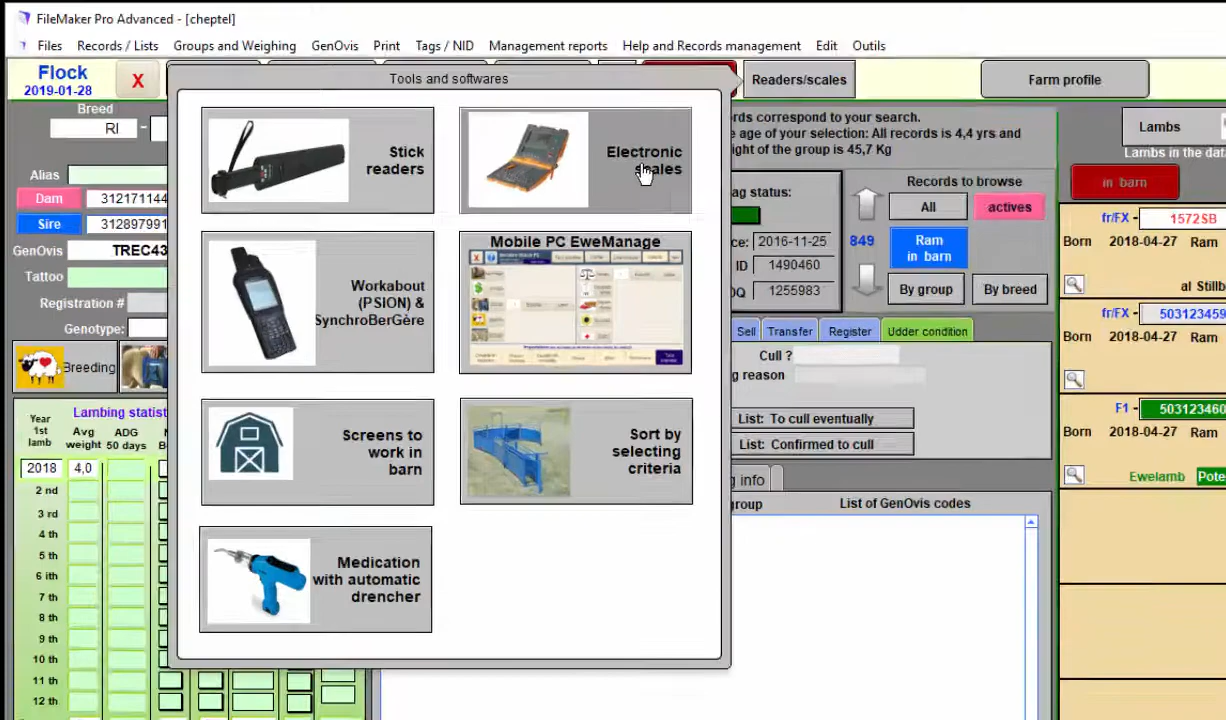 FileMaker Pro Advanced - [cheptel]
Files Records / Lists Groups and Weighing GenOvis Print Tags / NID Management reports Help and Records management Edit Outils
Flock
2019-01-28
X
Tools and softwares
Readers/scales
Farm profile
Breed
RI -
Alias
Dam 312171144
Sire 312897991
GenOvis TREC43
Tattoo
Registration #
Genotype:
Breeding
Stick
readers
Electronic
scales
Workabout
(PSION) &
SynchroBerGère
Mobile PC EweManage
Screens to
work in
barn
Sort by
selecting
criteria
Medication
with automatic
drencher
rds correspond to your search.
e age of your selection: All records is 4,4 yrs and
ight of the group is 45,7 Kg
ag status:
ce: 2016-11-25
ID 1490460
DQ 1255983
849
Records to browse
All actives
Ram
in barn
By group By breed
Sell Transfer Register Udder condition
Cull ?
g reason
List: To cull eventually
List: Confirmed to cull
g info
group List of GenOvis codes
Lambs
Lambs in the data
in barn
fr/FX 1572SB
Born 2018-04-27 Ram
al Stillb
fr/FX 503123459
Born 2018-04-27 Ram
F1 - 503123460
Born 2018-04-27 Ram
Ewelamb Pote
Lambing statist
Year
1st
lamb
Avg
weight
ADG
50 days
2018 4,0
2 nd
3 rd
4 th
5 th
6 ith
7 th
8 th
9 th
10 th
11 th
12 th